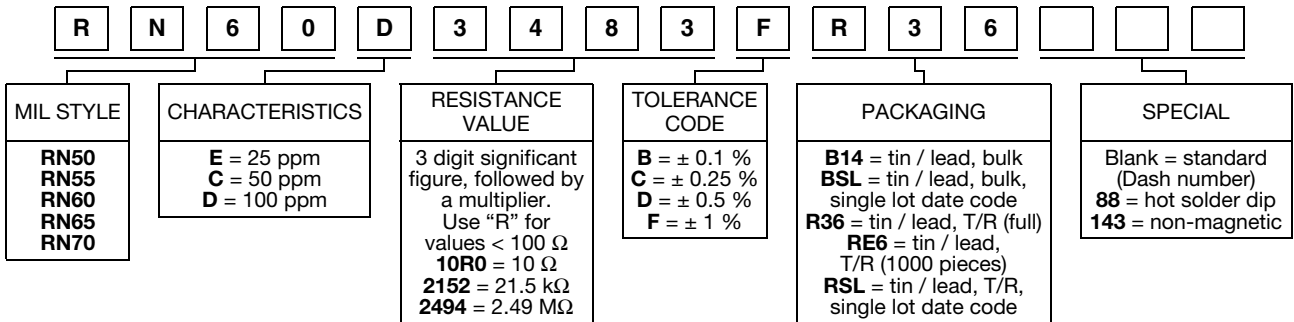 R N 6 0 D 3 4 8 3 F R 3 6
MIL STYLE
RN50
RN55
RN60
RN65
RN70
CHARACTERISTICS
E = 25 ppm
C = 50 ppm
D = 100 ppm
RESISTANCE
VALUE
3 digit significant
figure, followed by
a multiplier.
Use “R” for
values < 100 Ω
10R0 = 10 Ω
2152 = 21.5 kΩ
2494 = 2.49 MΩ
TOLERANCE
CODE
B = ± 0.1 %
C = ± 0.25 %
D = ± 0.5 %
F = ± 1 %
PACKAGING
B14 = tin / lead, bulk
BSL = tin / lead, bulk,
single lot date code
R36 = tin / lead, T/R (full)
RE6 = tin / lead,
T/R (1000 pieces)
RSL = tin / lead, T/R,
single lot date code
SPECIAL
Blank = standard
(Dash number)
88 = hot solder dip
143 = non-magnetic